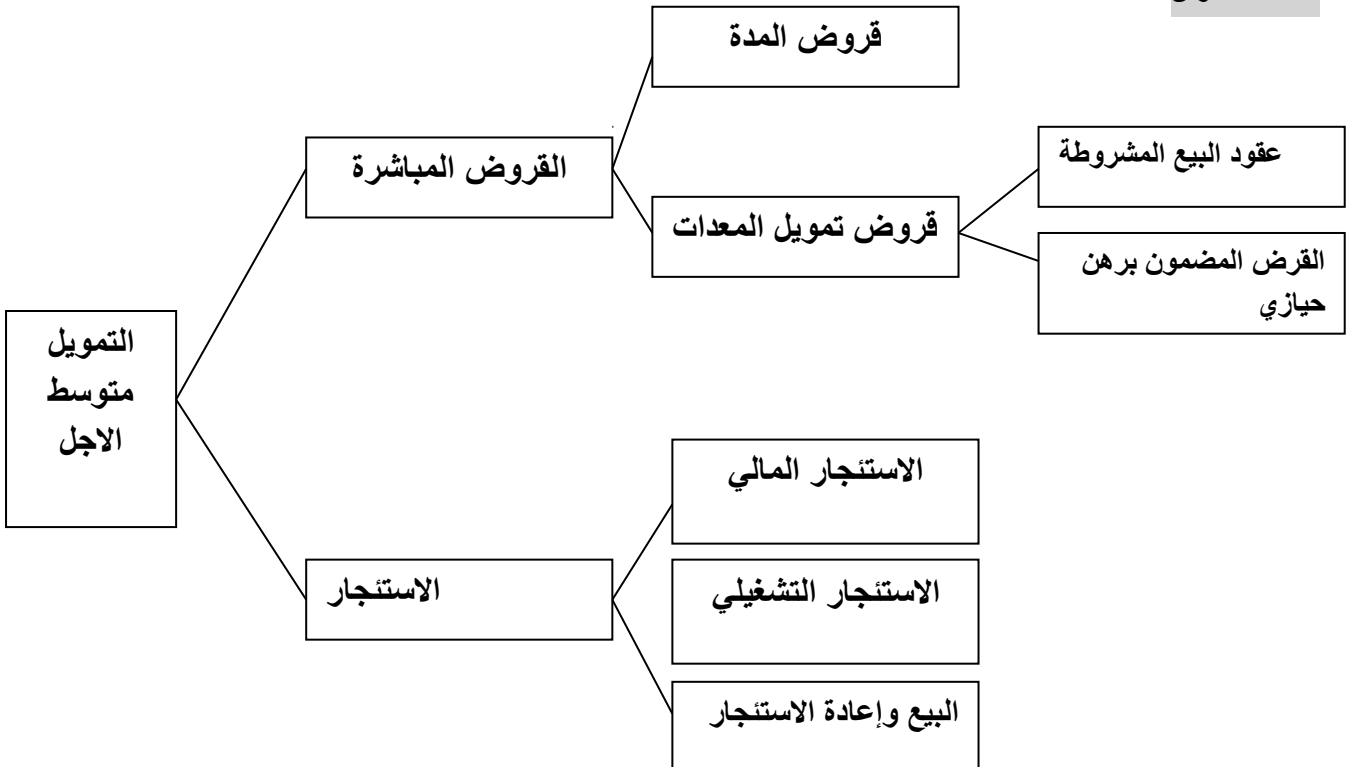 قروض المدة
القروض المباشرة
عقود البيع المشروطة
قروض تمويل المعدات
القرض المضمون برهن
حيازي
التمويل
متوسط
الاجل
الاستئجار المالي
الاستئجار
الاستئجار التشغيلي
البيع وإعادة الاستئجار